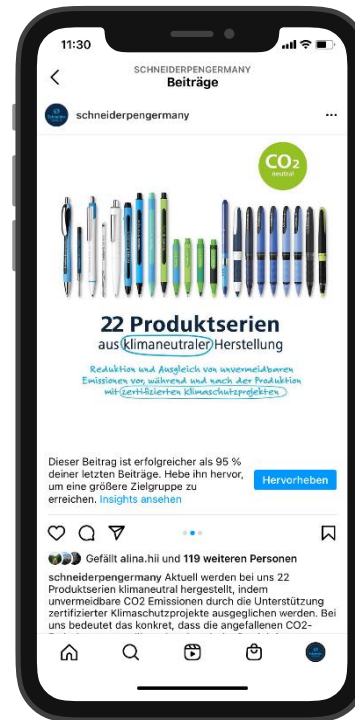 11:30
SCHNEIDERPENGERMANY
Beiträge
schneiderpengermany
CO2
neutral
22 Produktserien
aus klimaneutraler Herstellung
Reduktion und Ausgleich von unvermeidbaren
Emissionen vor, während und nach der Produktion
mit zertifizierten Klimaschutzprojekten
Dieser Beitrag ist erfolgreicher als 95 %
deiner letzten Beiträge. Hebe ihn hervor,
um eine größere Zielgruppe zu
erreichen. Insights ansehen
Hervorheben
Gefällt alina.hii und 119 weiteren Personen
schneiderpengermany Aktuell werden bei uns 22
Produktserien klimaneutral hergestellt, indem
unvermeidbare CO2 Emissionen durch die Unterstützung
zertifizierter Klimaschutzprojekte ausgeglichen werden. Bei
uns bedeutet das konkret, dass die angefallenen CO2-